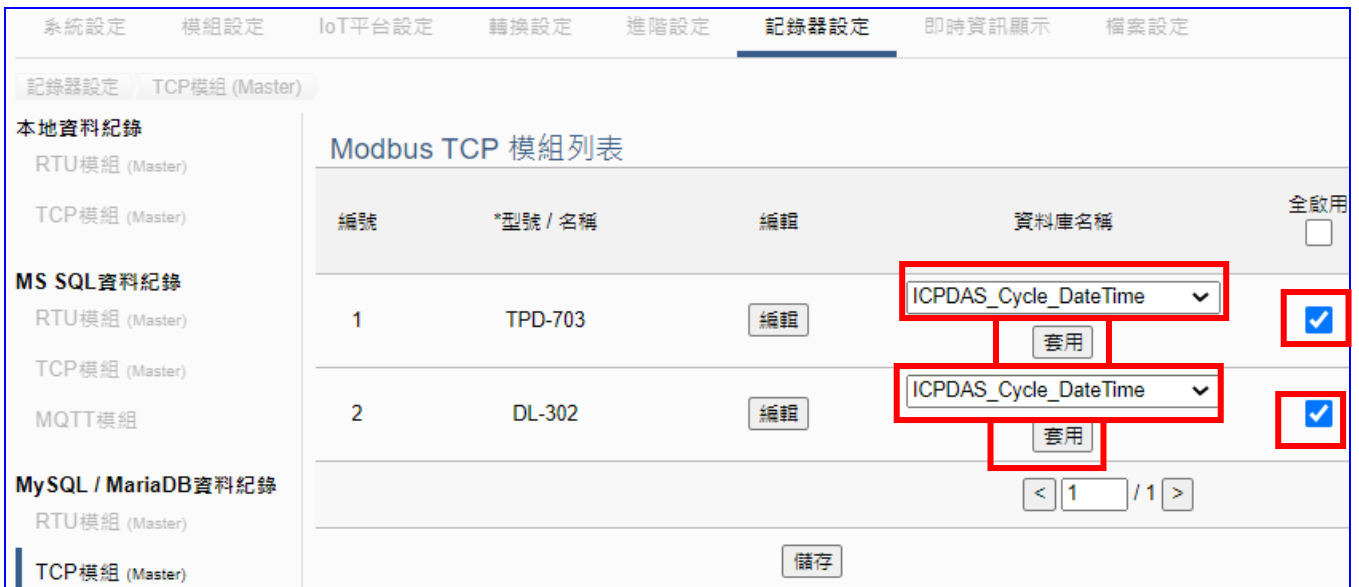 系統設定 模組設定 IoT平台設定 轉換設定 進階設定 記錄器設定 即時資訊顯示 檔案設定
記錄器設定 TCP模組 (Master)
本地資料紀錄
RTU模組 (Master)
TCP模組 (Master)
MS SQL資料紀錄
RTU模組 (Master)
TCP模組 (Master)
MQTT模組
MySQL / MariaDB資料紀錄
RTU模組 (Master)
TCP模組 (Master)
Modbus TCP 模組列表
編號 *型號 / 名稱 編輯 資料庫名稱 全啟用
1 TPD-703 編輯 ICPDAS_Cycle_DateTime
套用
2 DL-302 編輯 ICPDAS_Cycle_DateTime
套用
< 1 / 1 >
儲存